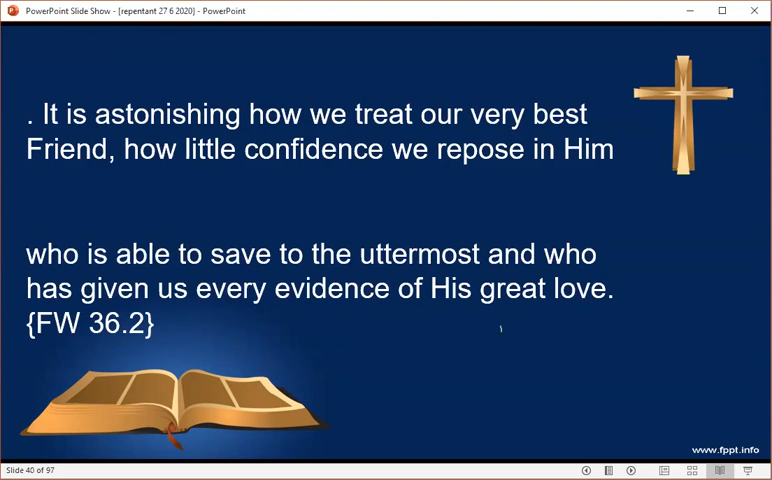 PowerPoint Slide Show - [repentant 27 6 2020] - PowerPoint
. It is astonishing how we treat our very best
Friend, how little confidence we repose in Him
who is able to save to the uttermost and who
has given us every evidence of His great love.
{FW 36.2}
www.fppt.info
Slide 40 of 97